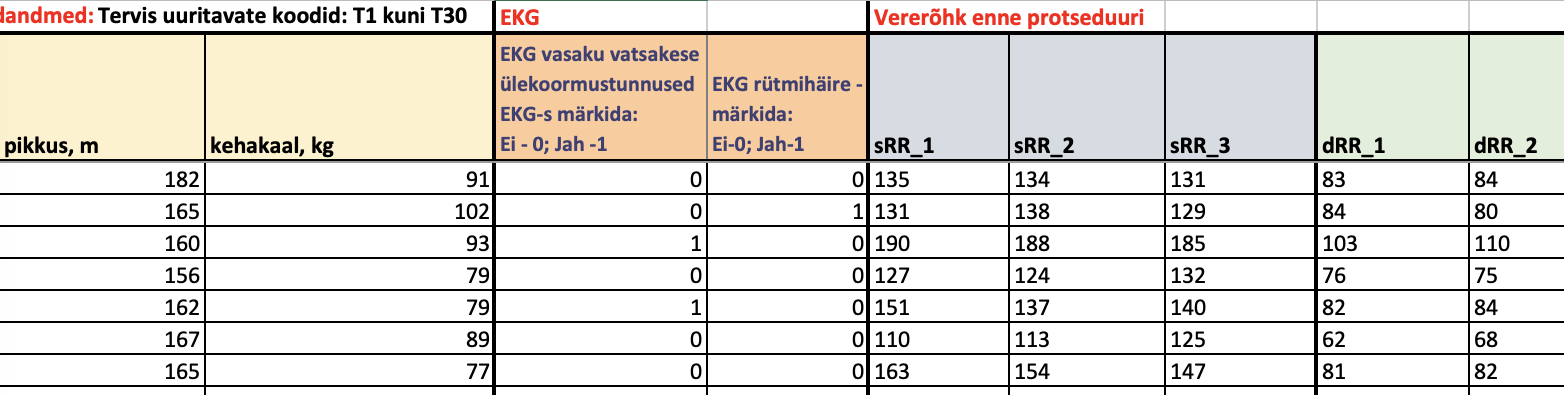 dandmed: Tervis uuritavate koodid: T1 kuni T30 EKG Vererõhk enne protseduuri
EKG vasaku vatsakese
ülekoormustunnused
EKG-s märkida:
Ei - 0; Jah -1
EKG rütmihäire -
märkida:
Ei-0; Jah-1
pikkus, m kehakaal, kg sRR_1 sRR_2 sRR_3 dRR_1 dRR_2
182 91 0 0 135 134 131 83 84
165 102 0 1 131 138 129 84 80
160 93 1 0 190 188 185 103 110
156 79 0 0 127 124 132 76 75
162 79 1 0 151 137 140 82 84
167 89 0 0 110 113 125 62 68
165 77 0 0 163 154 147 81 82